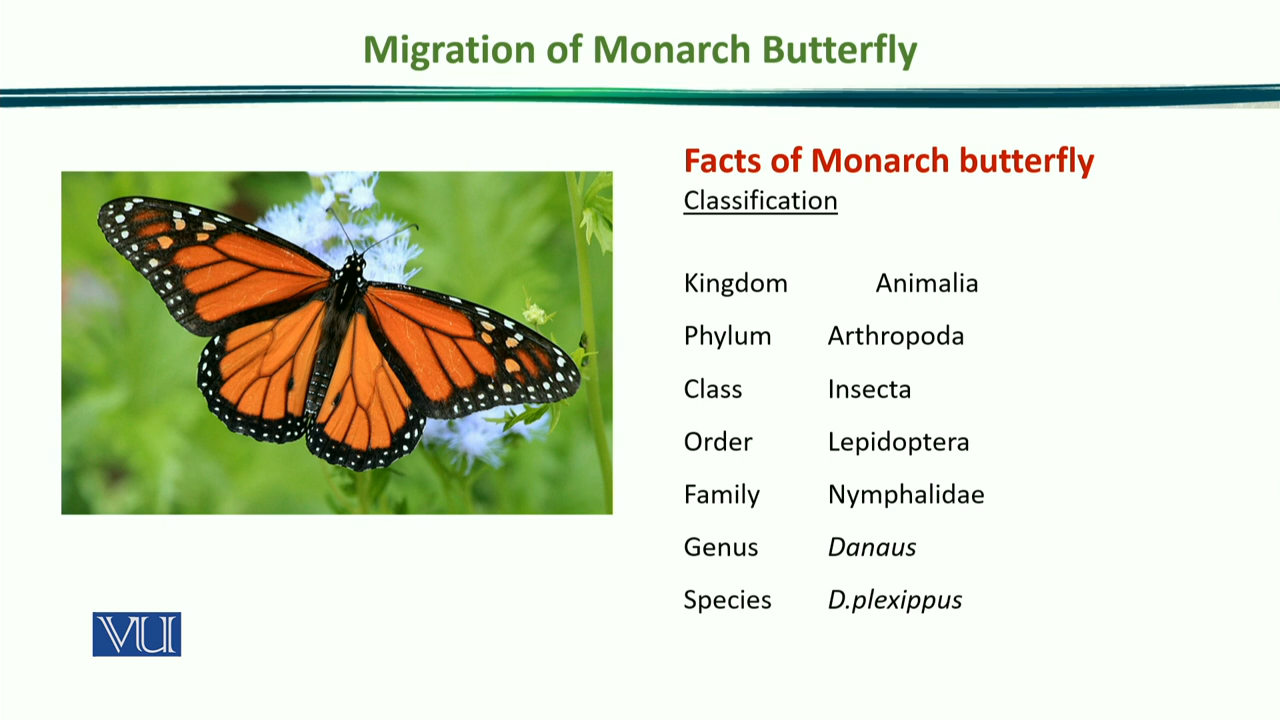 Migration of Monarch Butterfly
Facts of Monarch butterfly
Classification
Kingdom Animalia
Phylum Arthropoda
Class Insecta
Order Lepidoptera
Family Nymphalidae
Genus Danaus
Species D.plexippus
VU